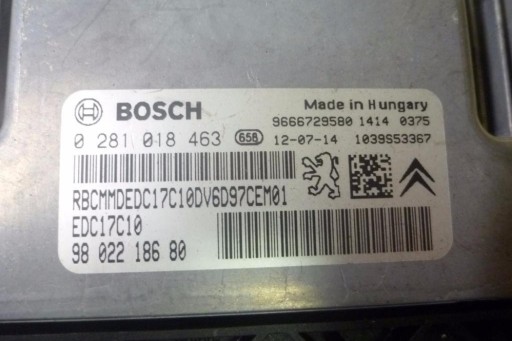 BOSCH
Made in Hungary
9666729580 1414 0375
0 281 018 463 658 12-07-14 1039S53367
RBCMMDEDC17C10DV6D97CEM01
EDC17C10
98 022 186 80